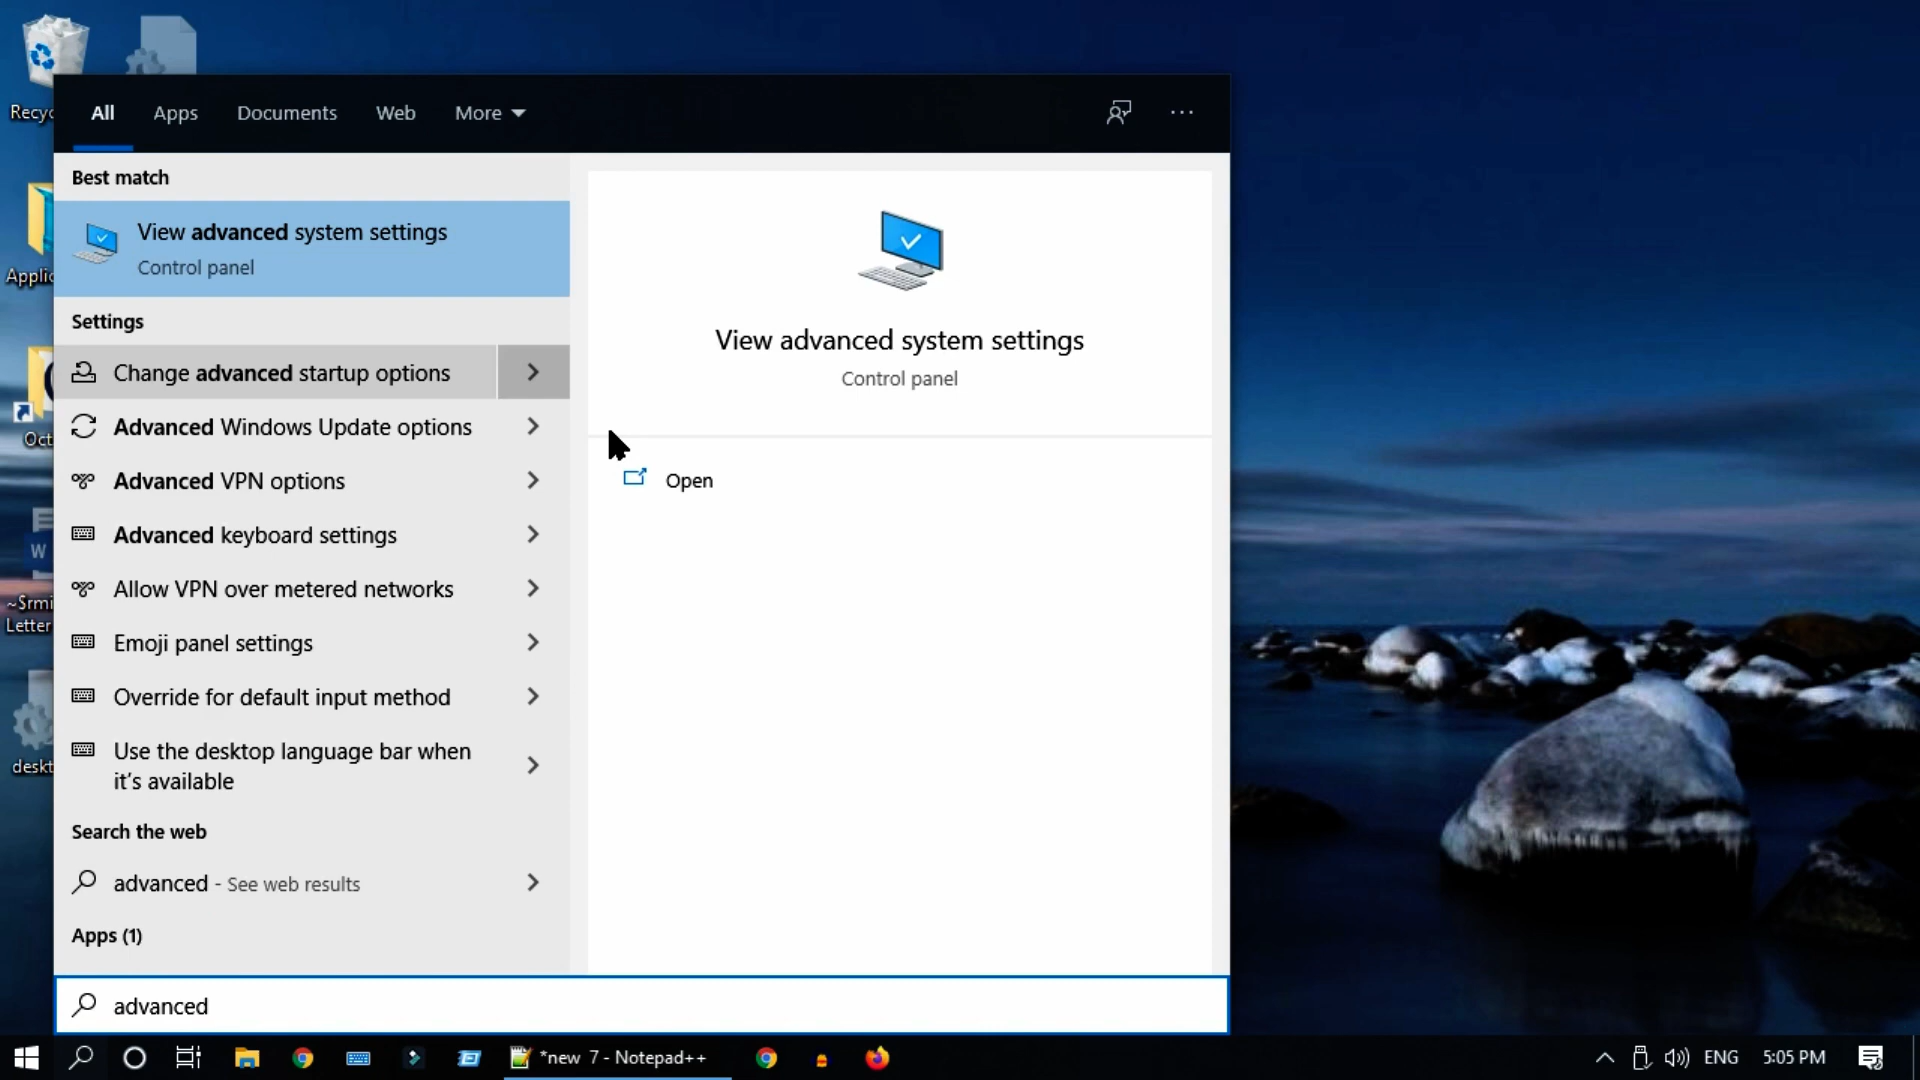 Recyc
All Apps Documents Web More
Best match
View advanced system settings
Control panel
Settings
Change advanced startup options
Advanced Windows Update options
Advanced VPN options
Advanced keyboard settings
Allow VPN over metered networks
Emoji panel settings
Override for default input method
Use the desktop language bar when
it's available
Search the web
advanced - See web results
Apps (1)
advanced
View advanced system settings
Control panel
Open
Applic
Oct
W
~$rmi
Letter
deskt
*new 7 - Notepad++
ENG
5:05 PM